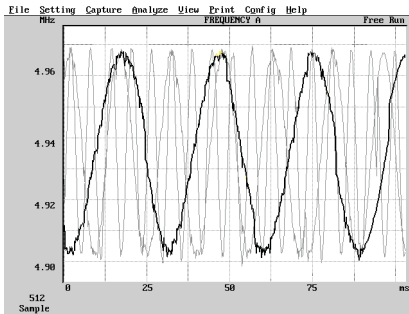 File Setting Capture Analyze View Print Config Help
MHz FREQUENCY A Free Run
4.96
4.94
4.92
4.90
0 25 50 75 ms
512
Sample